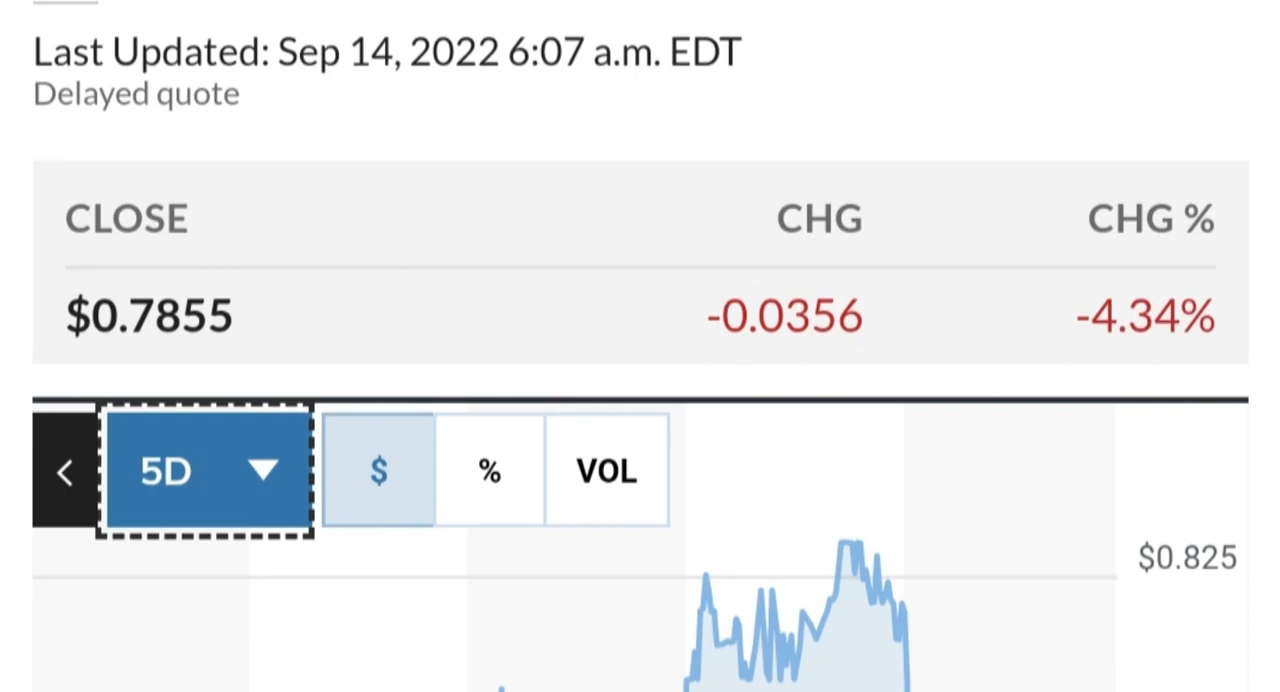 Last Updated: Sep 14, 2022 6:07 a.m. EDT
Delayed quote
CLOSE CHG CHG %
$0.7855 -0.0356 -4.34%
5D $ % VOL
$0.825